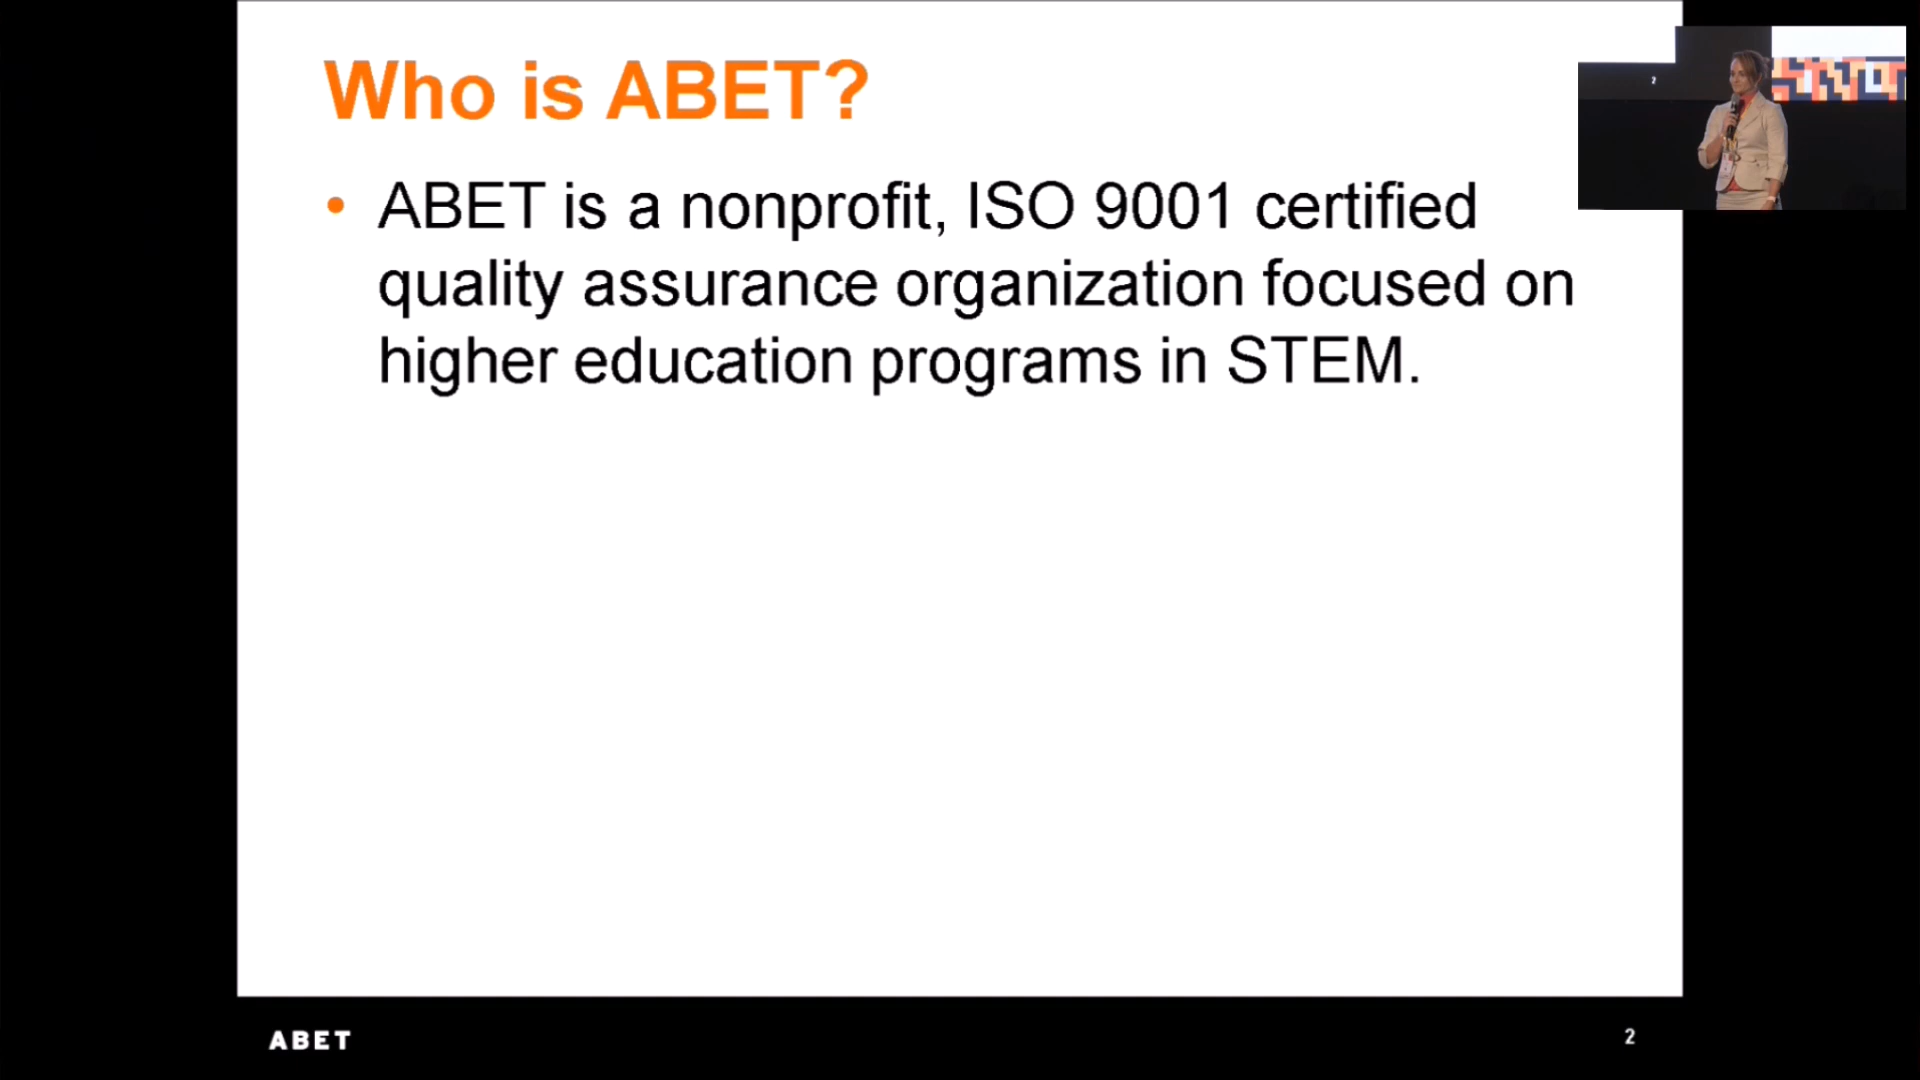 Who is ABET?
• ABET is a nonprofit, ISO 9001 certified
quality assurance organization focused on
higher education programs in STEM.
2
ABET
2